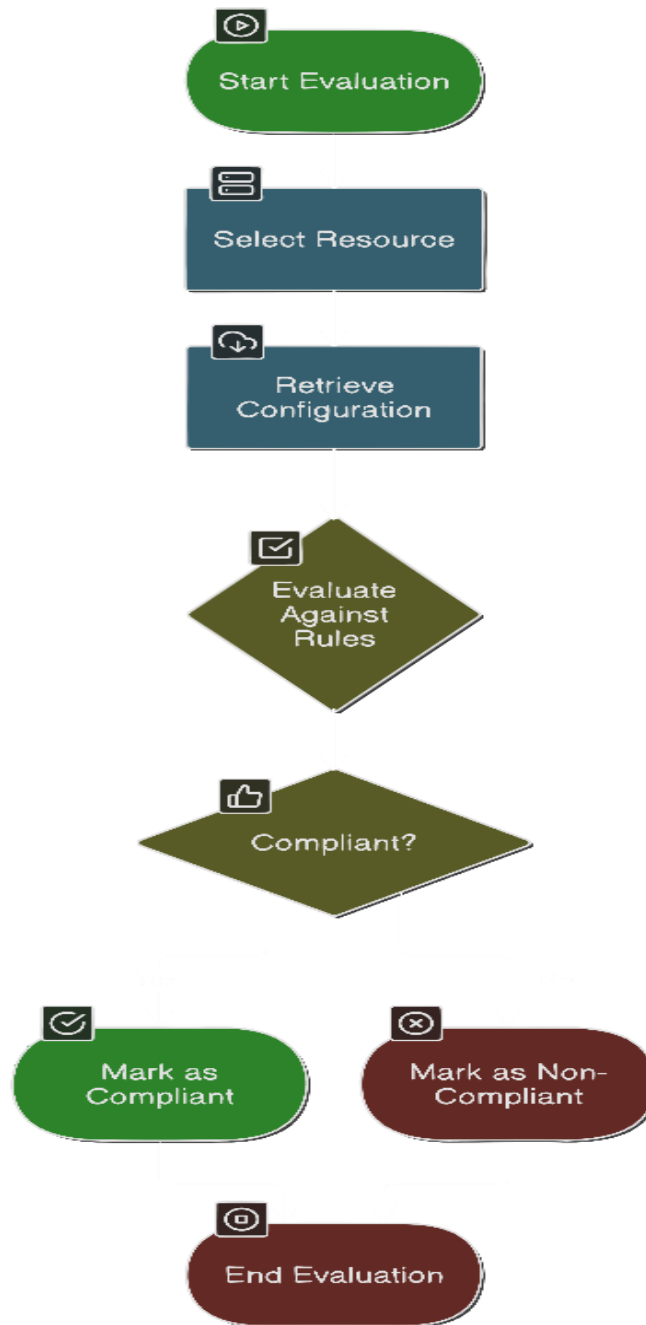 Start Evaluation
Select Resource
Retrieve
Configuration
Evaluate
Against
Rules
Compliant?
Mark as
Compliant
Mark as Non-
Compliant
End Evaluation